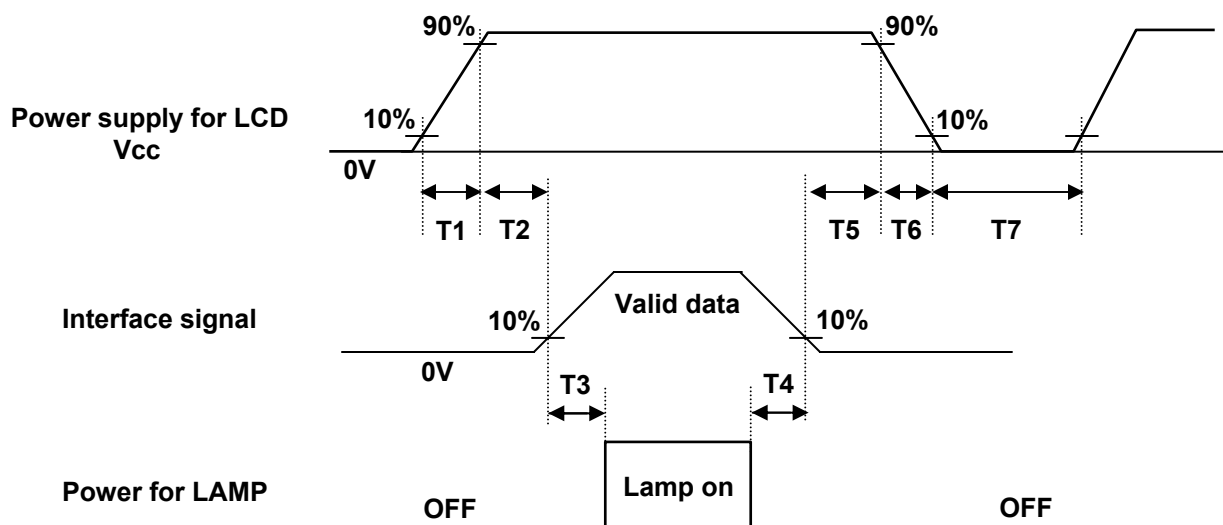 90%
90%
Power supply for LCD
Vcc
10%
10%
0V
T1
T2
T5
T6
T7
Interface signal
Valid data
10%
10%
0V
T3
T4
Power for LAMP
Lamp on
OFF
OFF